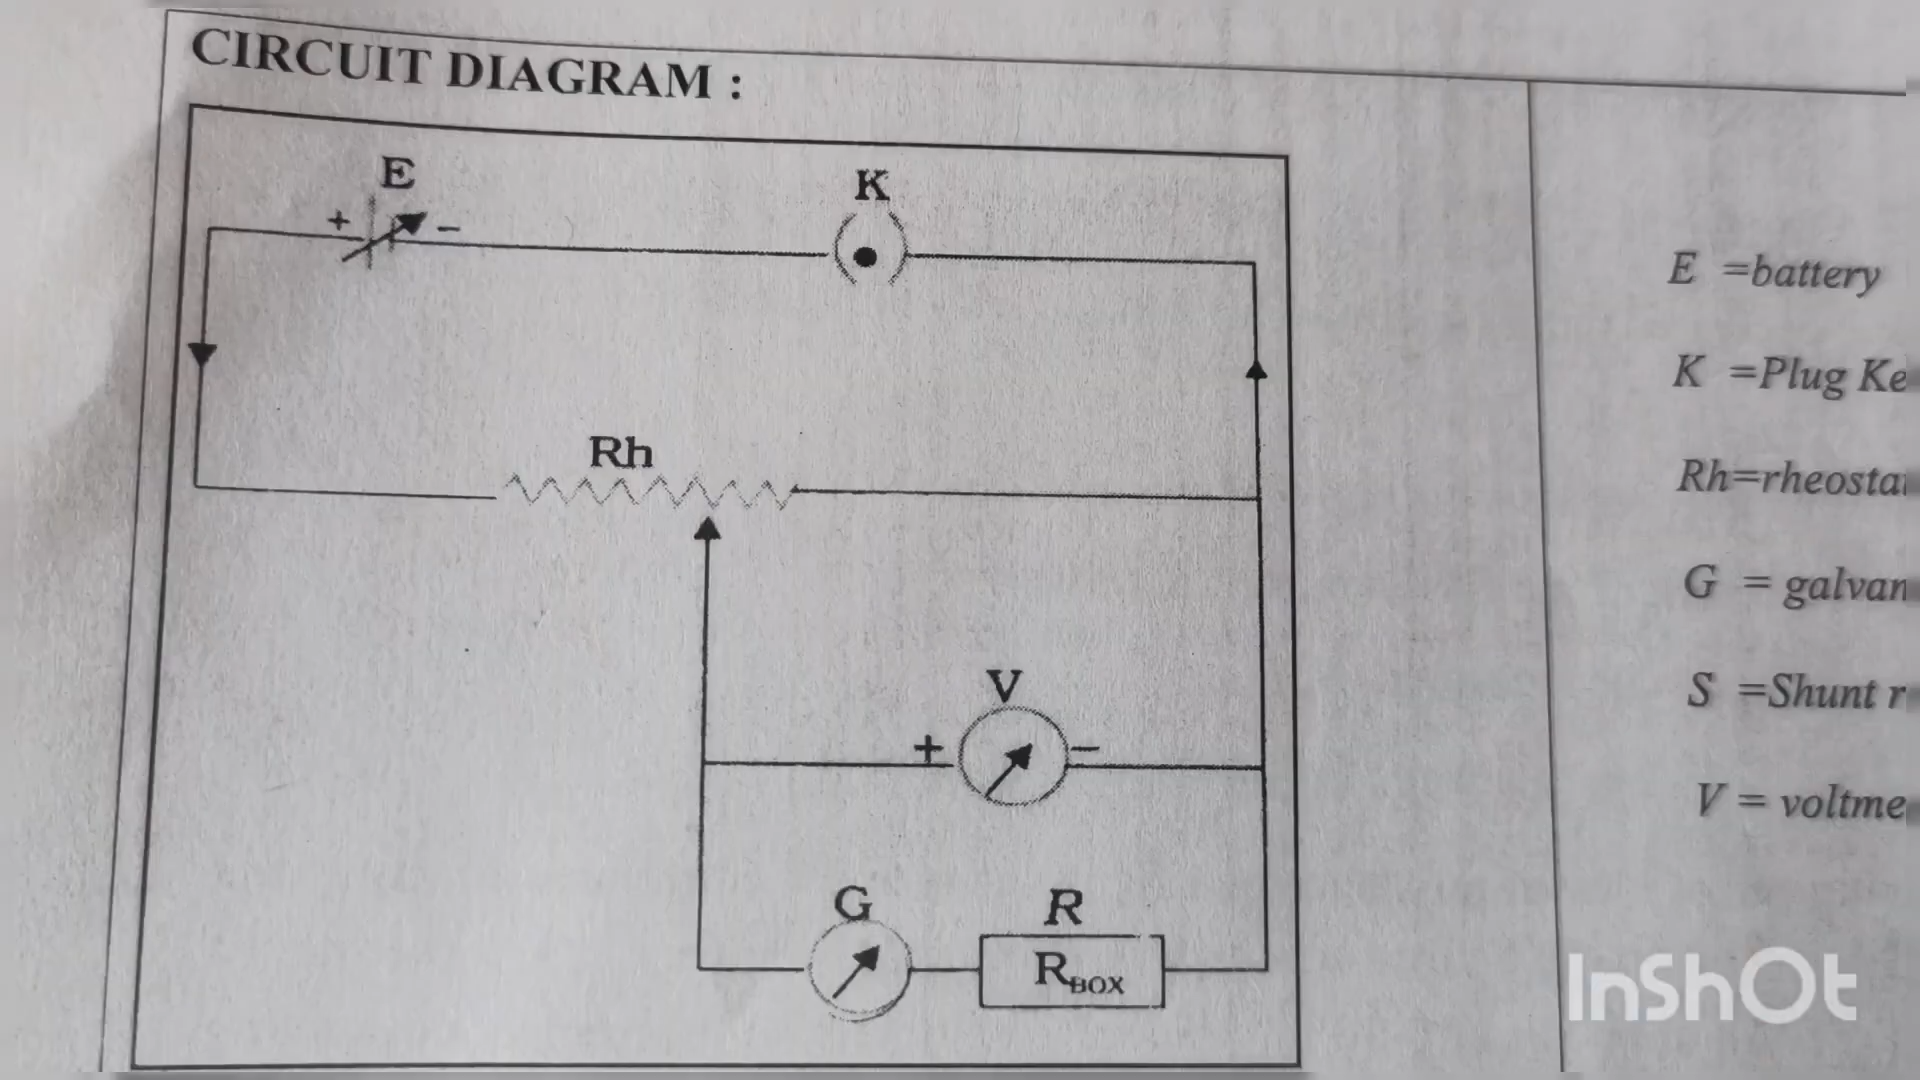 CIRCUIT DIAGRAM :
E
+ −
K
Rh
V
+ −
G
R
RBOX
E =battery
K =Plug Ke
Rh=rheosta
G = galvan
S =Shunt r
V = voltme
InShOt